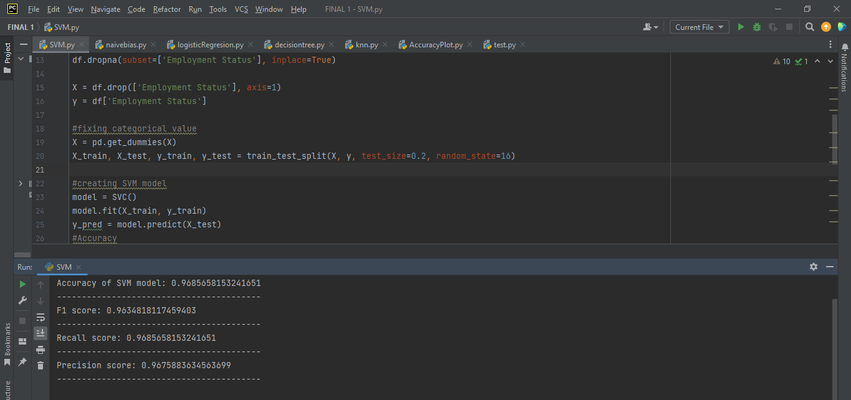 File Edit View Navigate Code Refactor Run Tools VCS Window Help FINAL 1 - SVM.py
FINAL 1 SVM.py
Current File
SVM.py naivebias.py logisticRegresion.py decisiontree.py knn.py AccuracyPlot.py test.py
Project
Notifications
13 df.dropna(subset=['Employment Status'], inplace=True)
10 1
14
15 X = df.drop(['Employment Status'], axis=1)
16 y = df['Employment Status']
17
18 #fixing categorical value
19 X = pd.get_dummies(X)
20 X_train, X_test, y_train, y_test = train_test_split(X, y, test_size=0.2, random_state=16)
21
22 #creating SVM model
23 model = SVC()
24 model.fit(X_train, y_train)
25 y_pred = model.predict(X_test)
26 #Accuracy
Run: SVM
Accuracy of SVM model: 0.9685658153241651
-----------------------------------------
F1 score: 0.9634818117459403
-----------------------------------------
Recall score: 0.9685658153241651
-----------------------------------------
Precision score: 0.9675883634563699
-----------------------------------------
Bookmarks